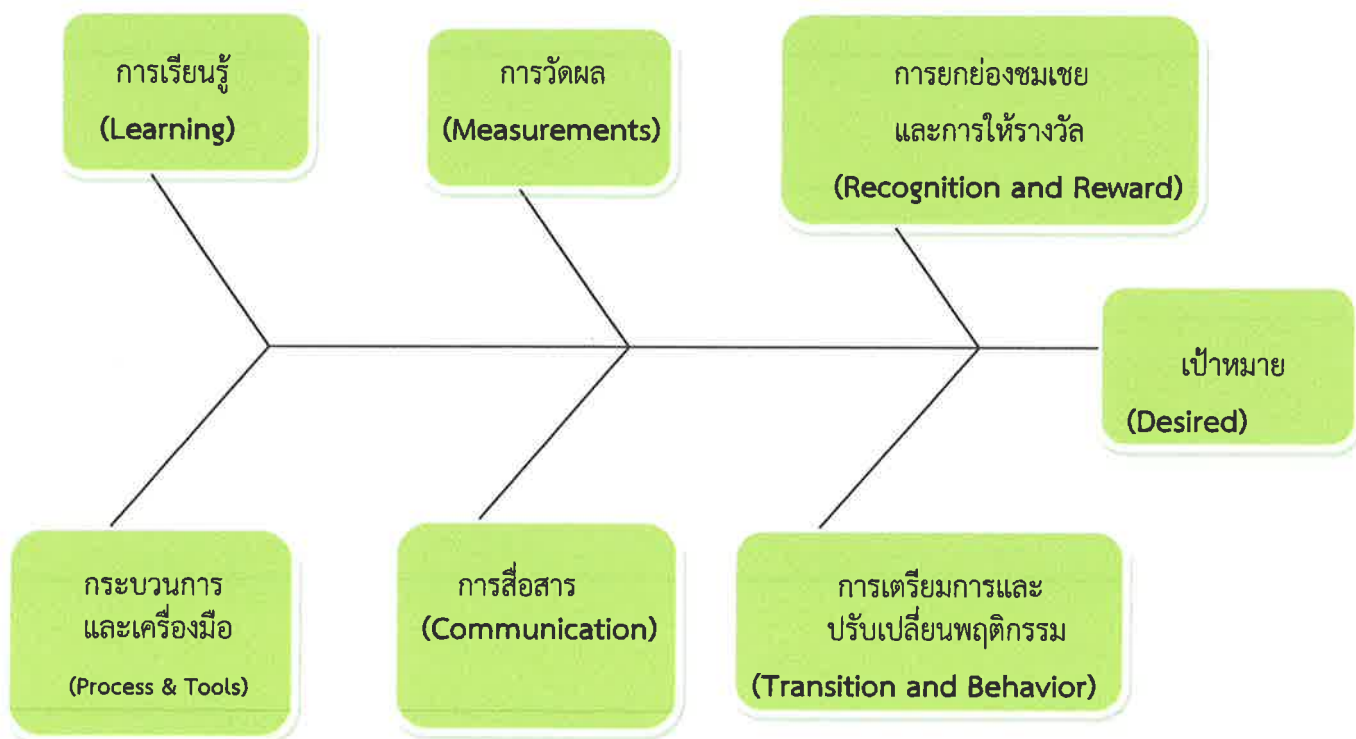 การเรียนรู้
(Learning)
การวัดผล
(Measurements)
การยกย่องชมเชย
และการให้รางวัล
(Recognition and Reward)
เป้าหมาย
(Desired)
กระบวนการ
และเครื่องมือ
(Process & Tools)
การสื่อสาร
(Communication)
การเตรียมการและ
ปรับเปลี่ยนพฤติกรรม
(Transition and Behavior)